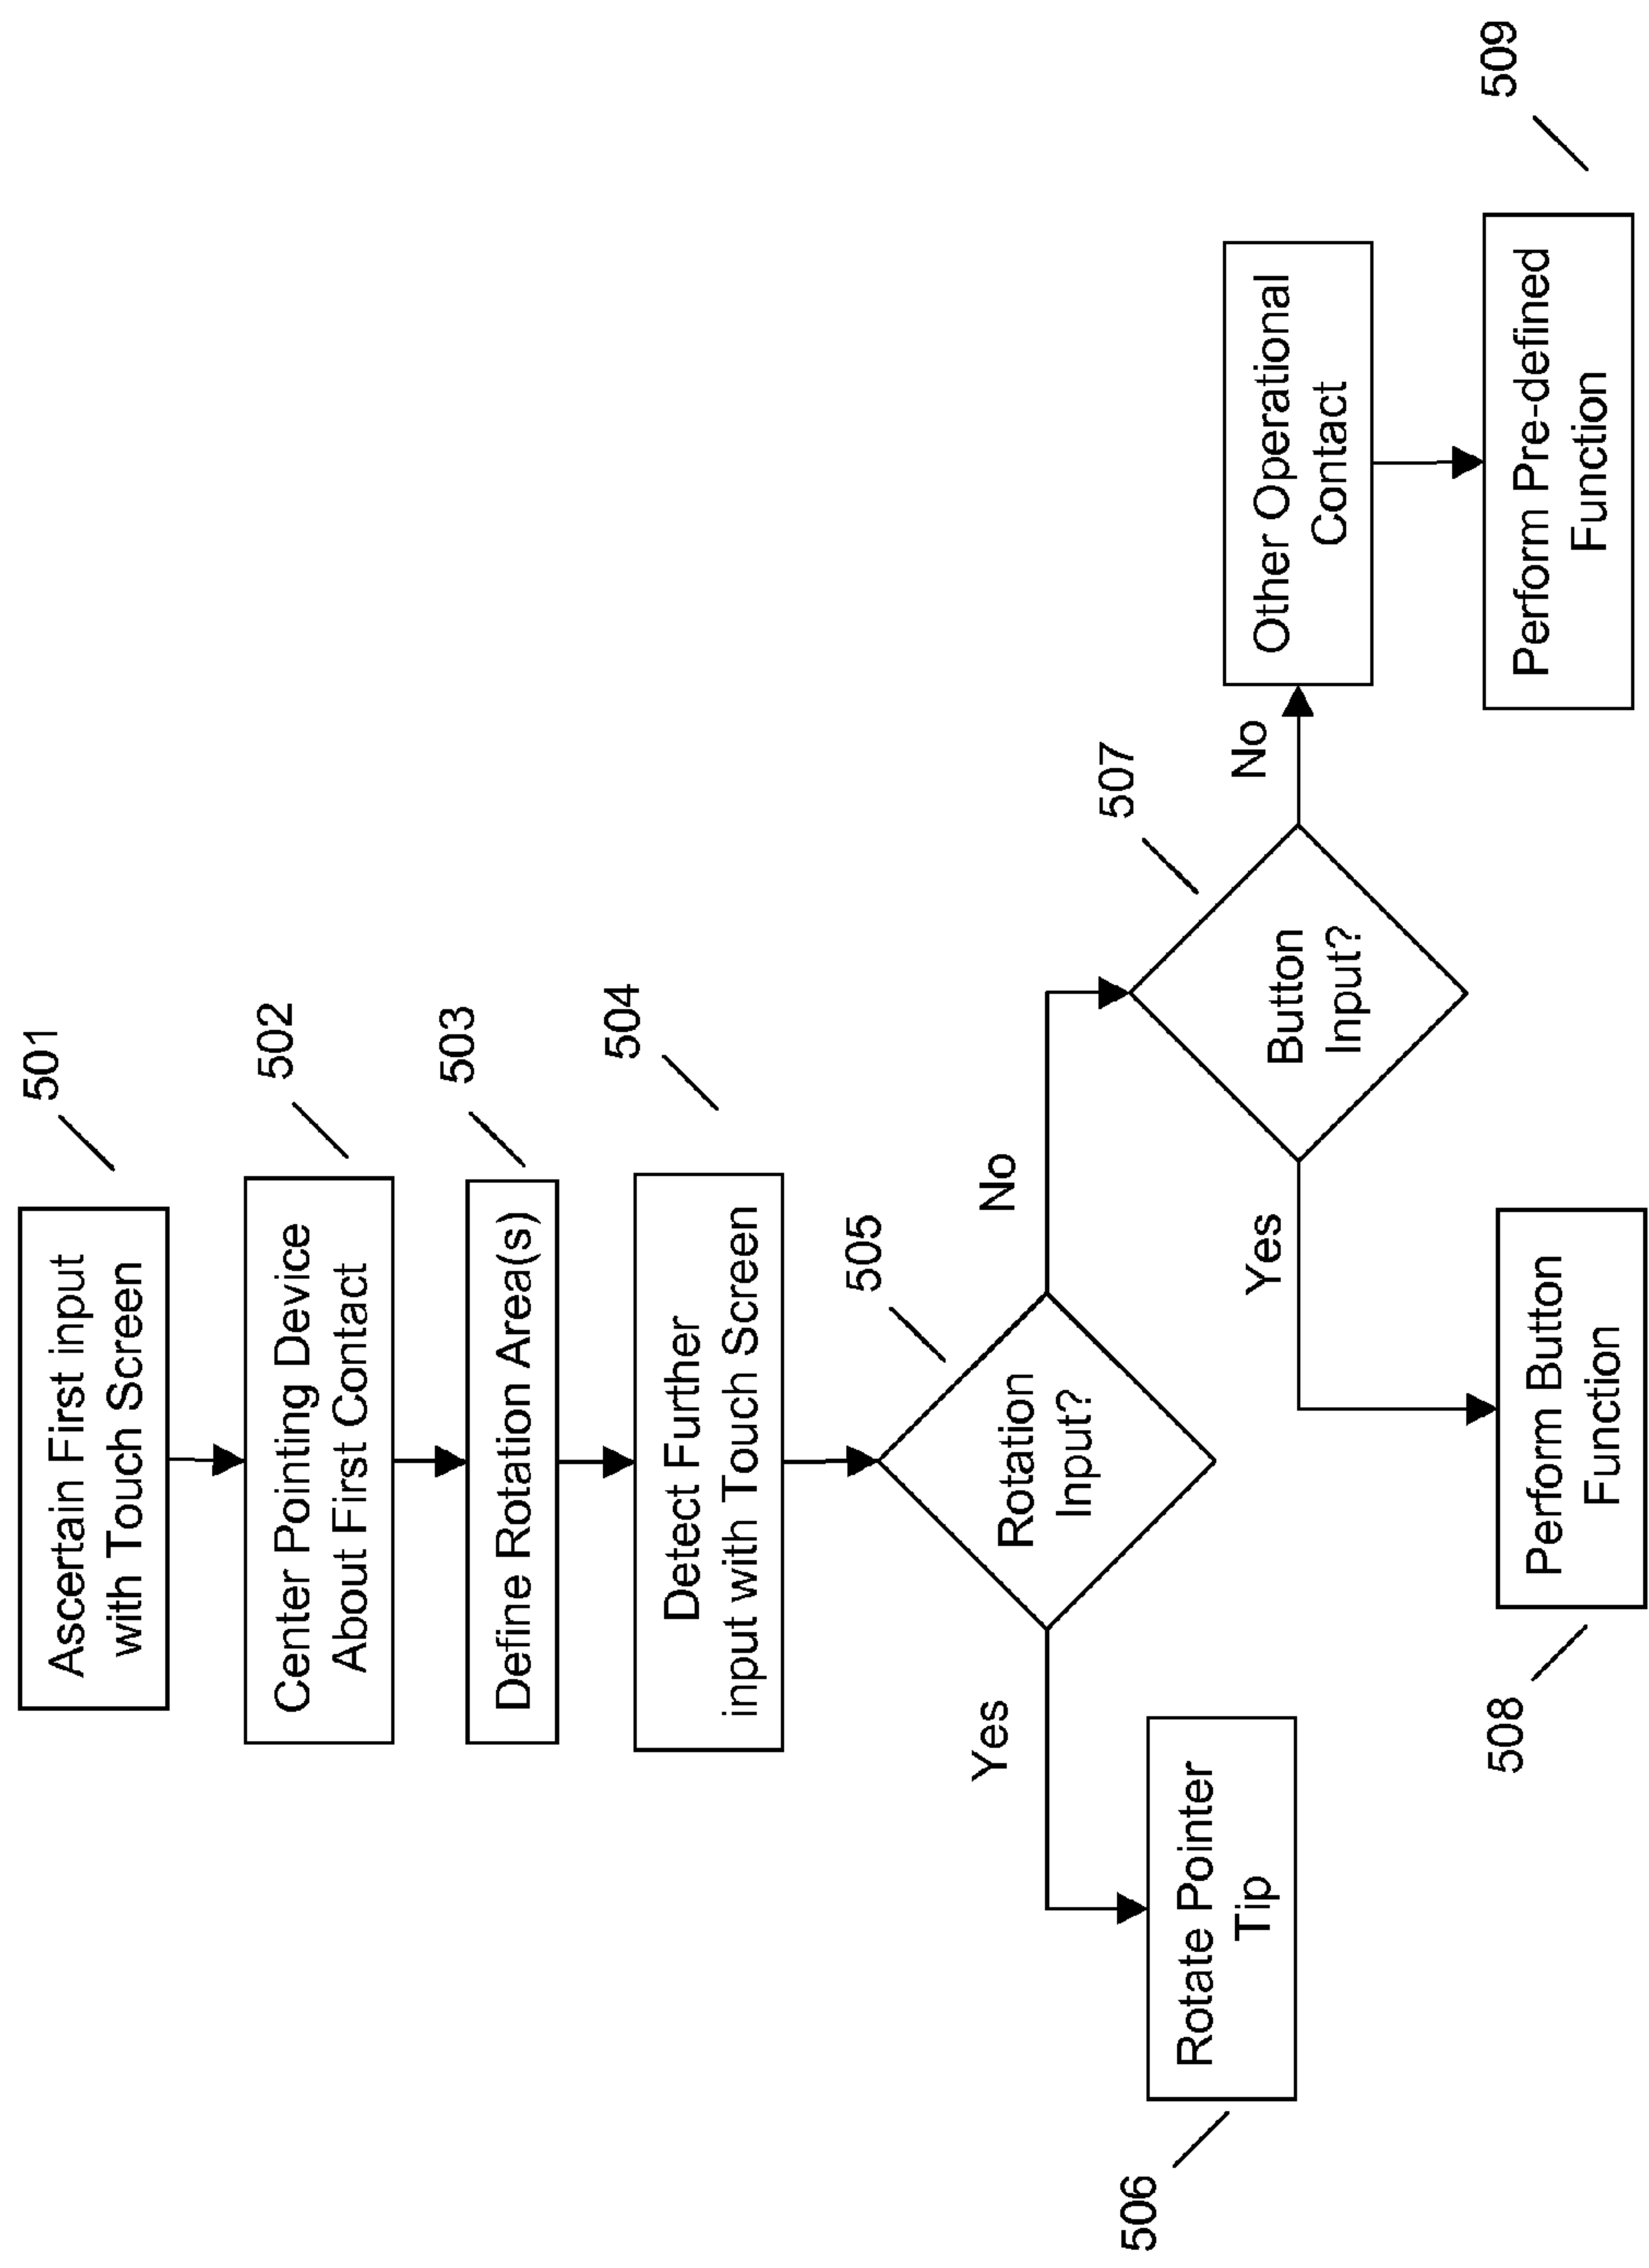 501
Ascertain First input
with Touch Screen
502
Center Pointing Device
About First Contact
503
Define Rotation Area(s)
504
Detect Further
input with Touch Screen
505
Rotation
Input?
Yes
No
506
Rotate Pointer
Tip
507
Button
Input?
Yes
No
Other Operational
Contact
508
Perform Button
Function
509
Perform Pre-defined
Function